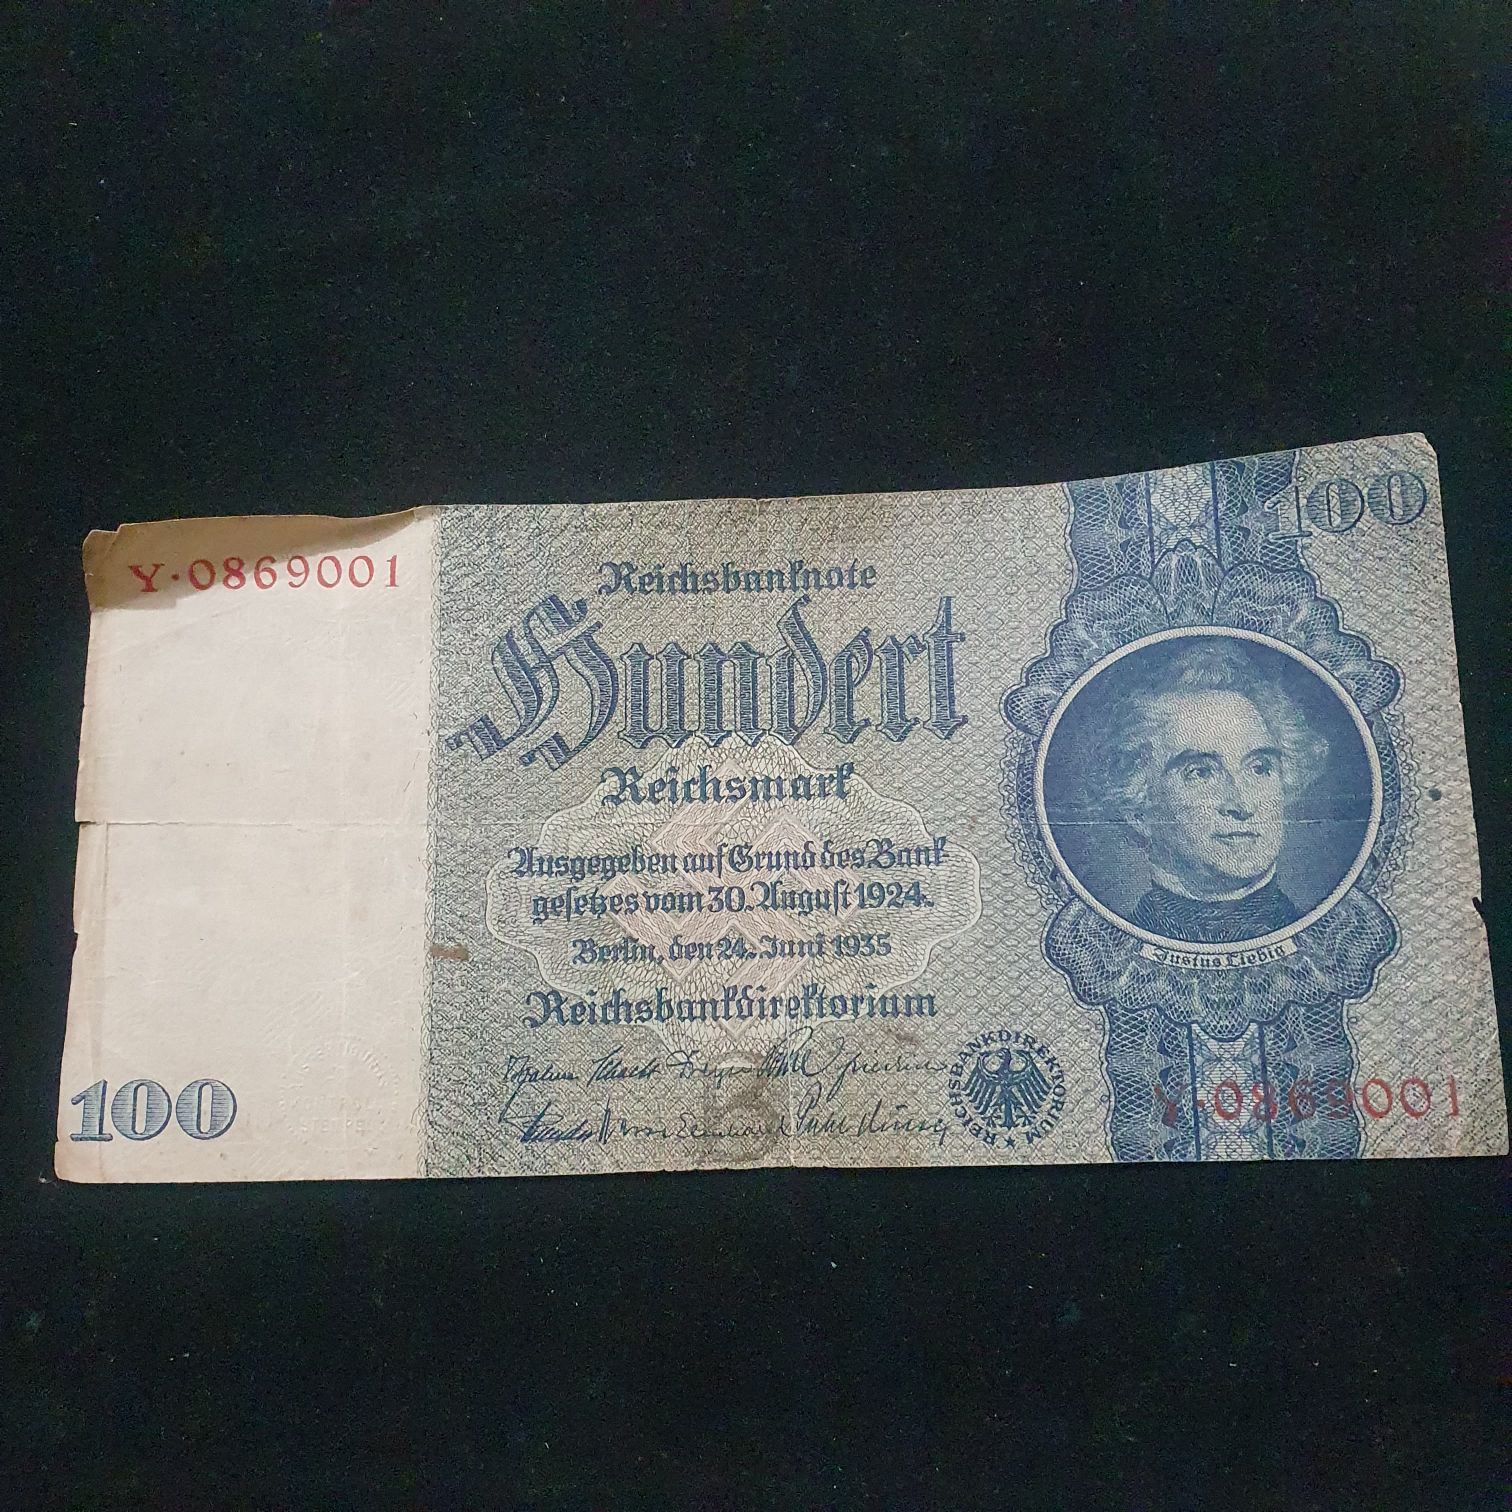 100
Y·0869001
Reichsbanknote
Hundert
Reichsmark
Ausgegeben auf Grund des Bank-
gesetzes vom 30. August 1924.
Berlin, den 24. Juni 1935
Reichsbankdirektorium
Justus Liebig
REICHSBANKDIREKTORIUM
100
Y·0869001